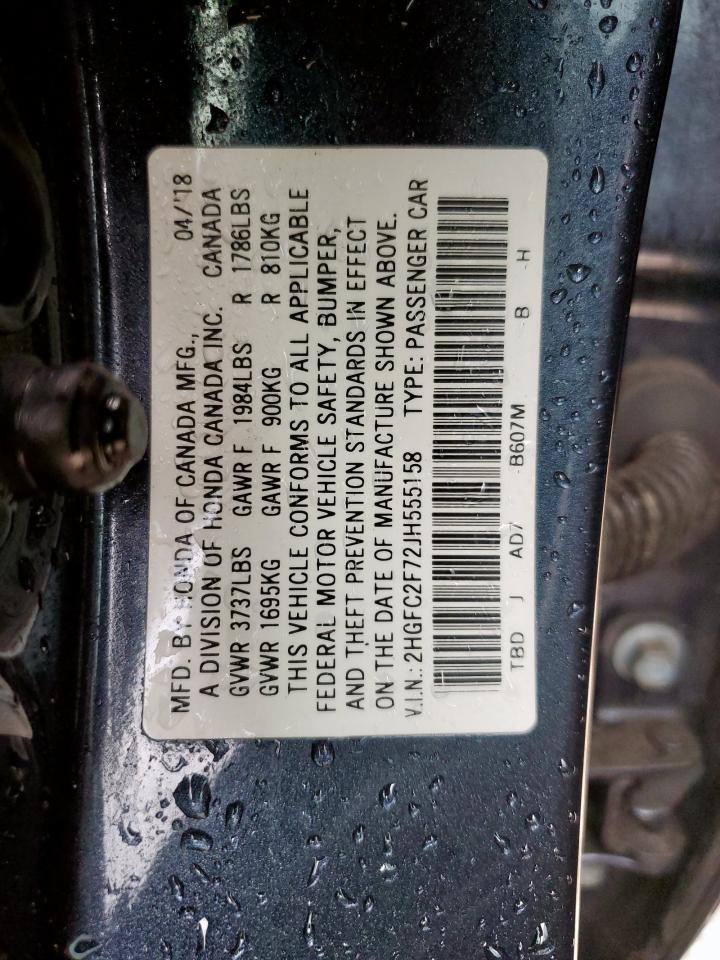 MFD. BY HONDA OF CANADA MFG., 04/'18
A DIVISION OF HONDA CANADA INC. CANADA
GVWR 3737LBS GAWR F 1984LBS R 1786LBS
GVWR 1695KG GAWR F 900KG R 810KG
THIS VEHICLE CONFORMS TO ALL APPLICABLE
FEDERAL MOTOR VEHICLE SAFETY, BUMPER,
AND THEFT PREVENTION STANDARDS IN EFFECT
ON THE DATE OF MANUFACTURE SHOWN ABOVE.
V.I.N.: 2HGFC2F72JH555158 TYPE: PASSENGER CAR
TBD J AD7 -B607M -B -H